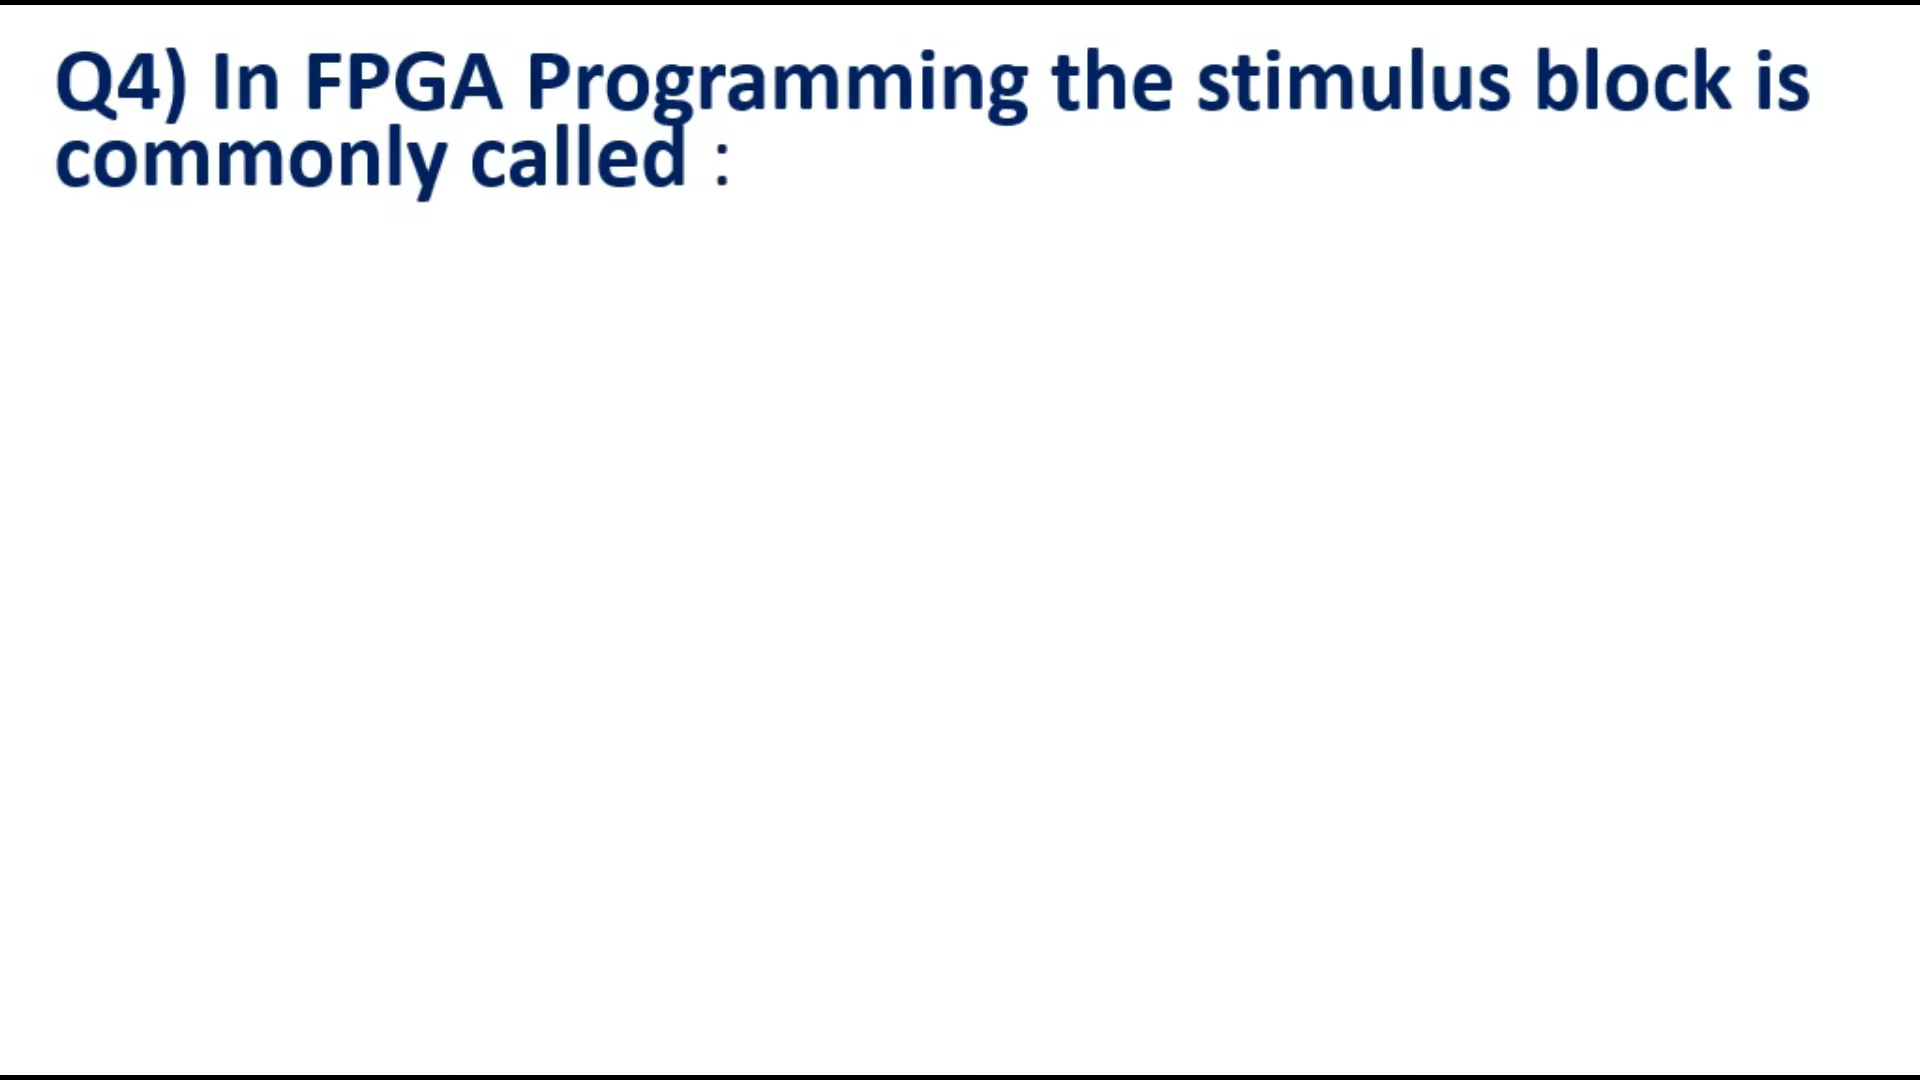 Q4) In FPGA Programming the stimulus block is
commonly called :